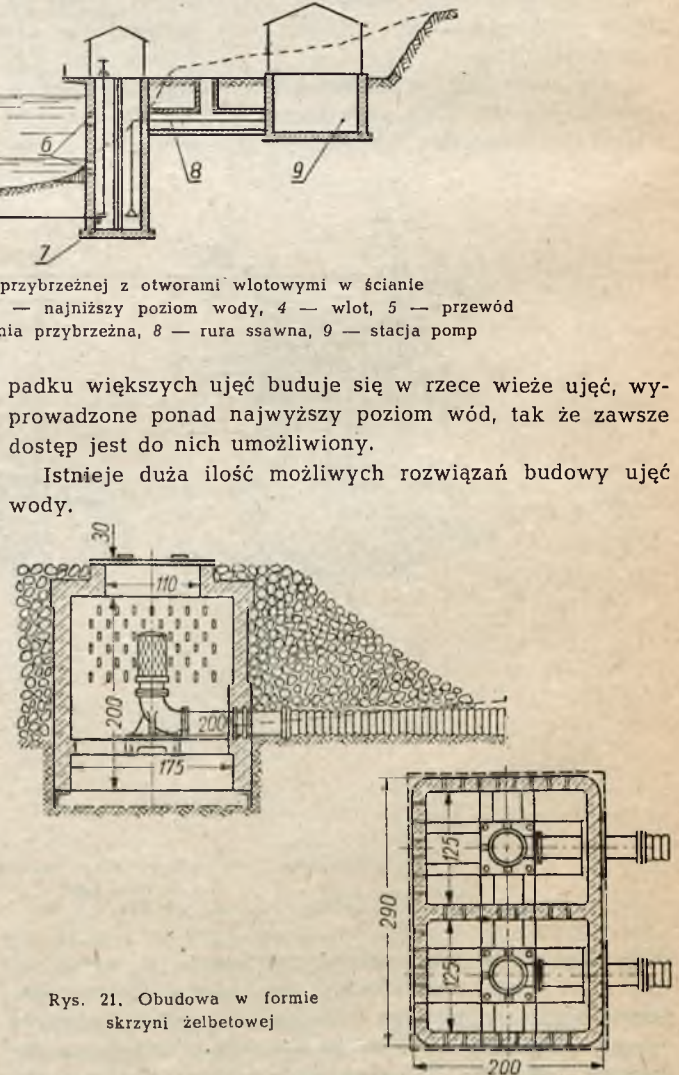 6
8
9
7
przybrzeżnej z otworami wlotowymi w ścianie
— najniższy poziom wody, 4 — wlot, 5 — przewód
nia przybrzeżna, 8 — rura ssawna, 9 — stacja pomp
padku większych ujęć buduje się w rzece wieże ujęć, wy-
prowadzone ponad najwyższy poziom wód, tak że zawsze
dostęp jest do nich umożliwiony.
Istnieje duża ilość możliwych rozwiązań budowy ujęć
wody.
30
110
200
200
175
125
290
125
200
Rys. 21. Obudowa w formie
skrzyni żelbetowej